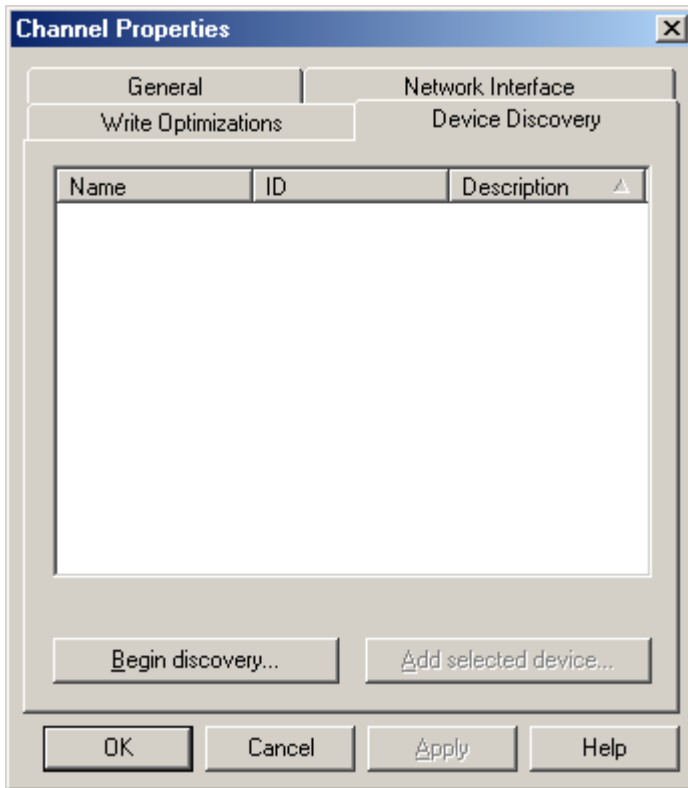 Channel Properties
General Network Interface
Write Optimizations Device Discovery
Name ID Description
Begin discovery... Add selected device...
OK Cancel Apply Help